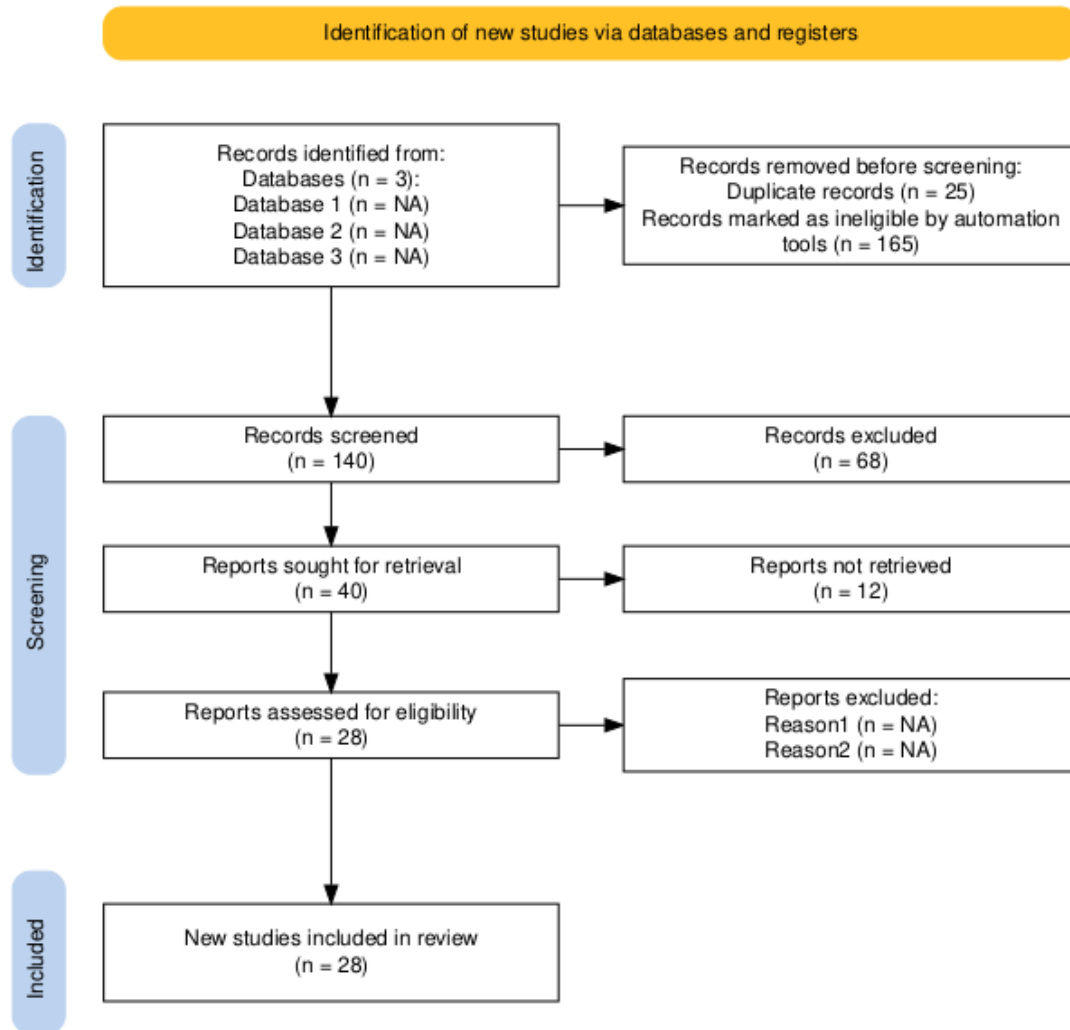 Identification of new studies via databases and registers
Identification
Records identified from:
Databases (n = 3):
Database 1 (n = NA)
Database 2 (n = NA)
Database 3 (n = NA)
Records removed before screening:
Duplicate records (n = 25)
Records marked as ineligible by automation
tools (n = 165)
Screening
Records screened
(n = 140)
Records excluded
(n = 68)
Reports sought for retrieval
(n = 40)
Reports not retrieved
(n = 12)
Reports assessed for eligibility
(n = 28)
Reports excluded:
Reason1 (n = NA)
Reason2 (n = NA)
Included
New studies included in review
(n = 28)